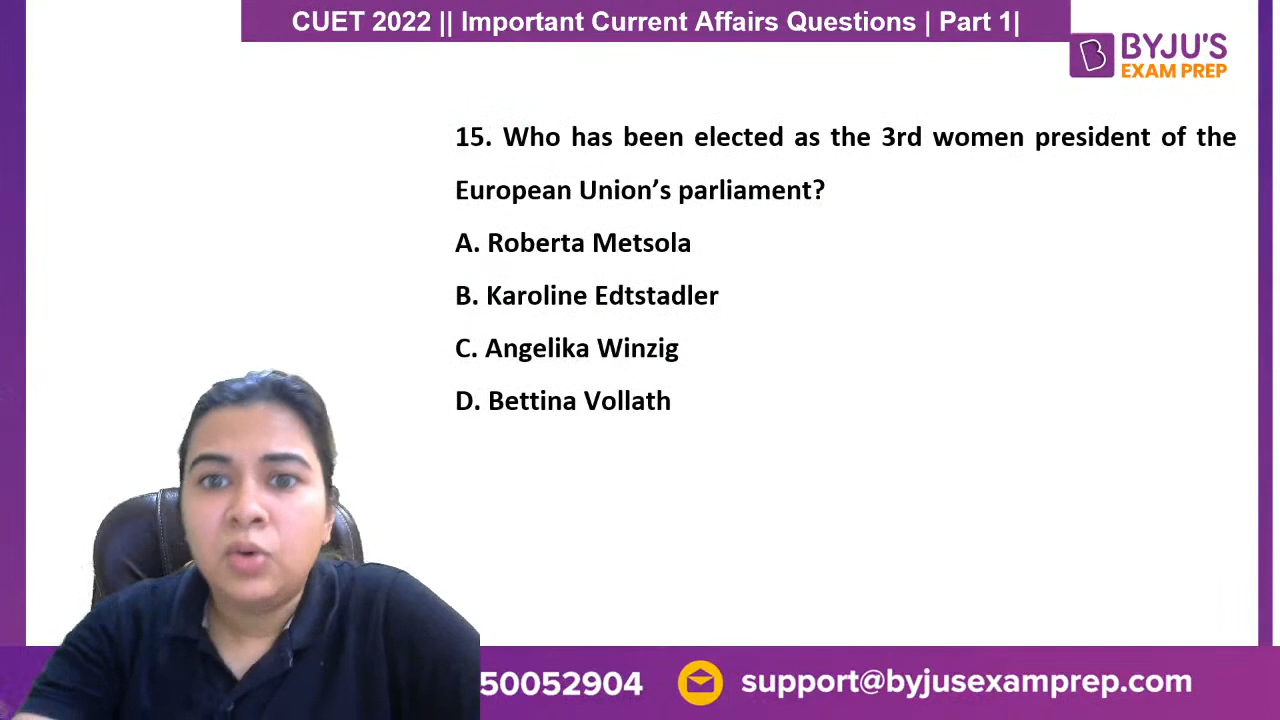 CUET 2022 || Important Current Affairs Questions | Part 1|
BYJU'S
EXAM PREP
15. Who has been elected as the 3rd women president of the
European Union’s parliament?
A. Roberta Metsola
B. Karoline Edtstadler
C. Angelika Winzig
D. Bettina Vollath
50052904
support@byjusexamprep.com